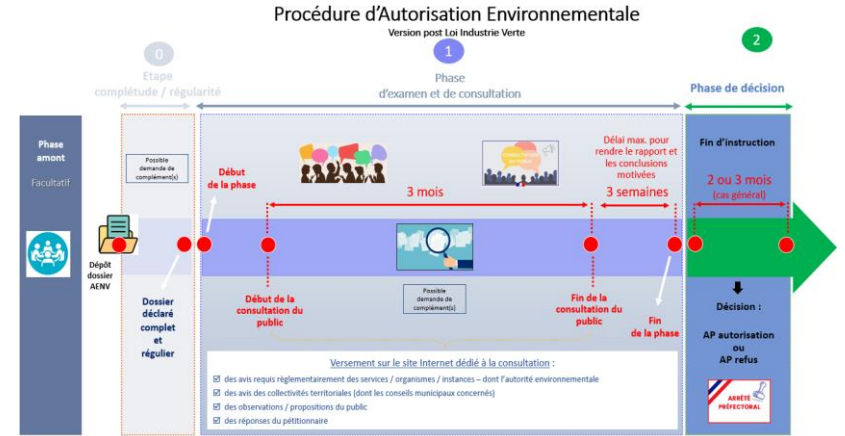 Procédure d'Autorisation Environnementale
Version post Loi Industrie Verte
0
Etape
complétude / régularité
1
Phase
d'examen et de consultation
2
Phase de décision
Phase
amont
Facultatif
Possible
demande de
complément(s)
Début
de la phase
3 mois
Délai max. pour
rendre le rapport et
les conclusions
motivées
3 semaines
Fin d'instruction
2 ou 3 mois
(cas général)
Dépôt
dossier
AENV
Dossier
déclaré
complet
et
régulier
Début de la
consultation du
public
Possible
demande de
complément(s)
Fin de la
consultation du
public
Fin
de la phase
Décision :
AP autorisation
ou
AP refus
ARRÊTÉ
PRÉFECTORAL
Versement sur le site Internet dédié à la consultation :
☑ des avis requis règlementairement des services / organismes / instances – dont l'autorité environnementale
☑ des avis des collectivités territoriales (dont les conseils municipaux concernés)
☑ des observations / propositions du public
☑ des réponses du pétitionnaire